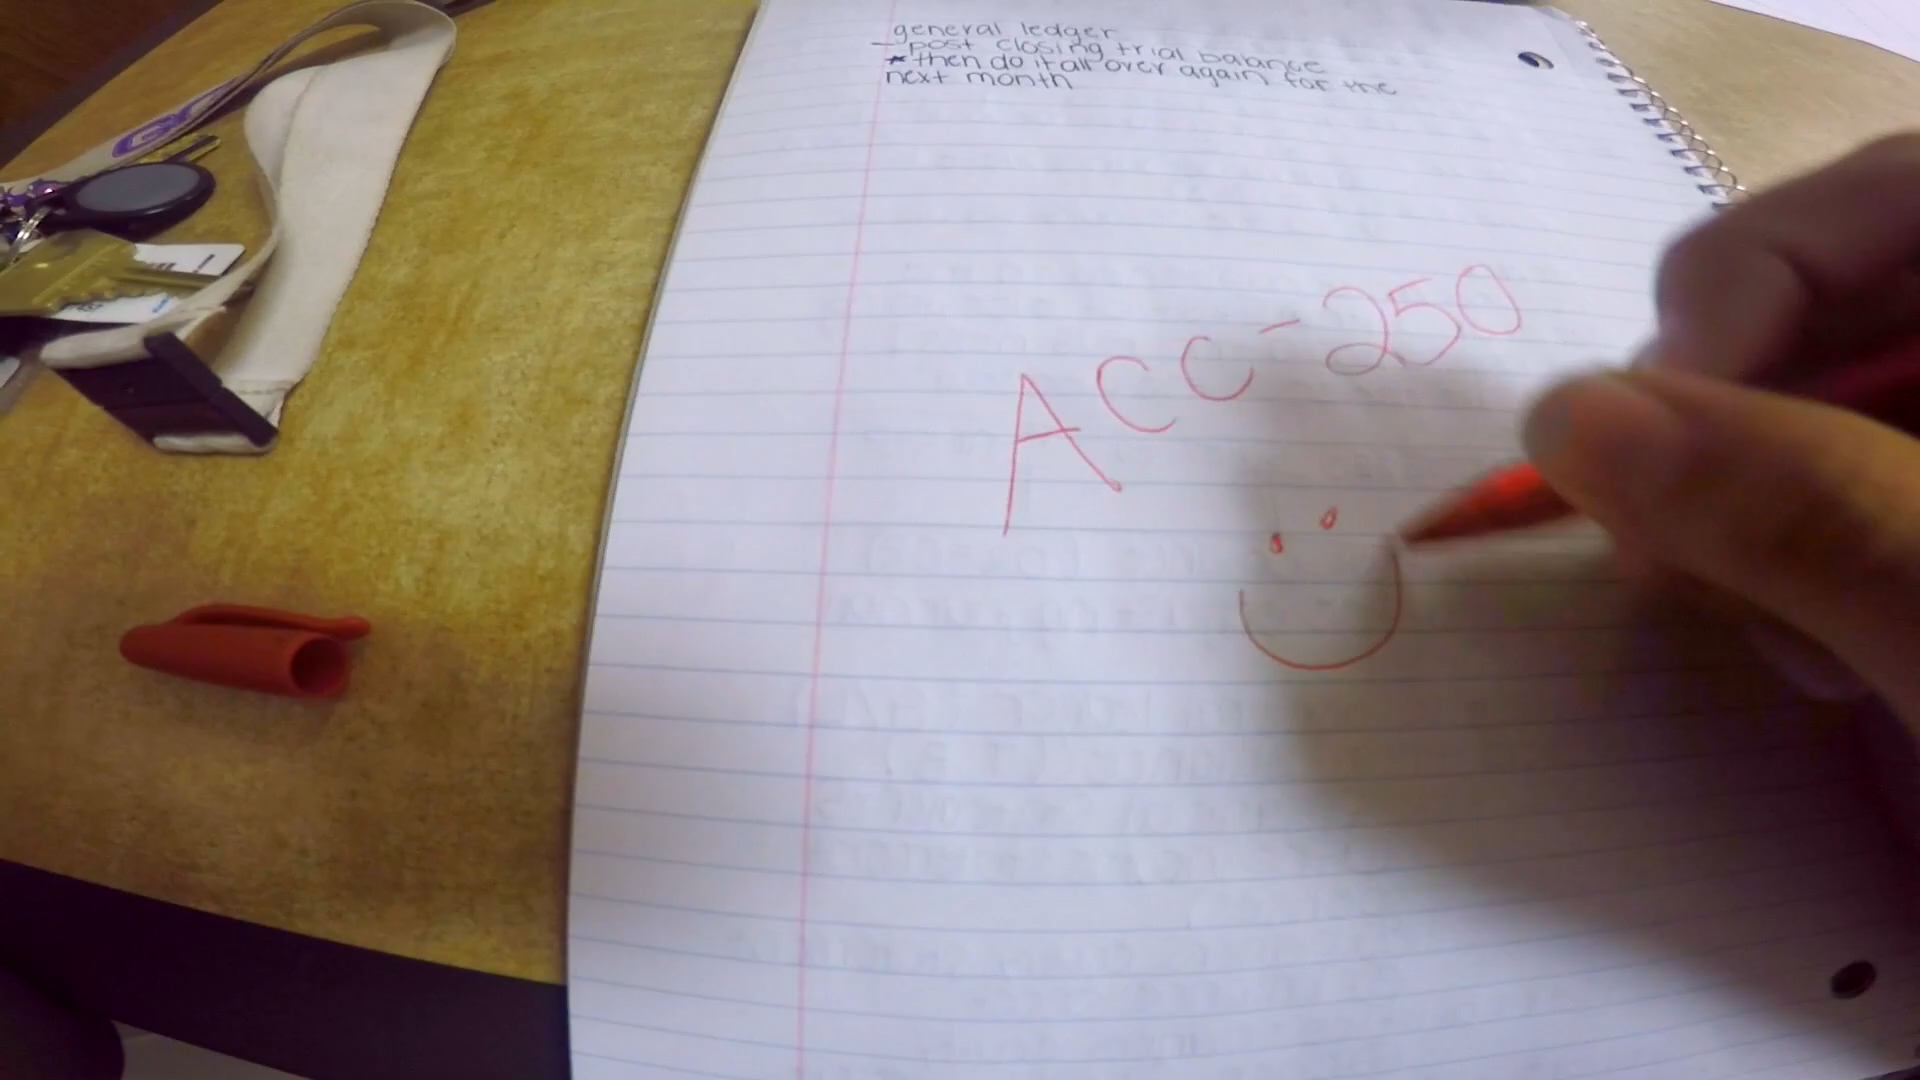 general ledger
- post closing trial balance
* then do it all over again for the
next month
ACC-250